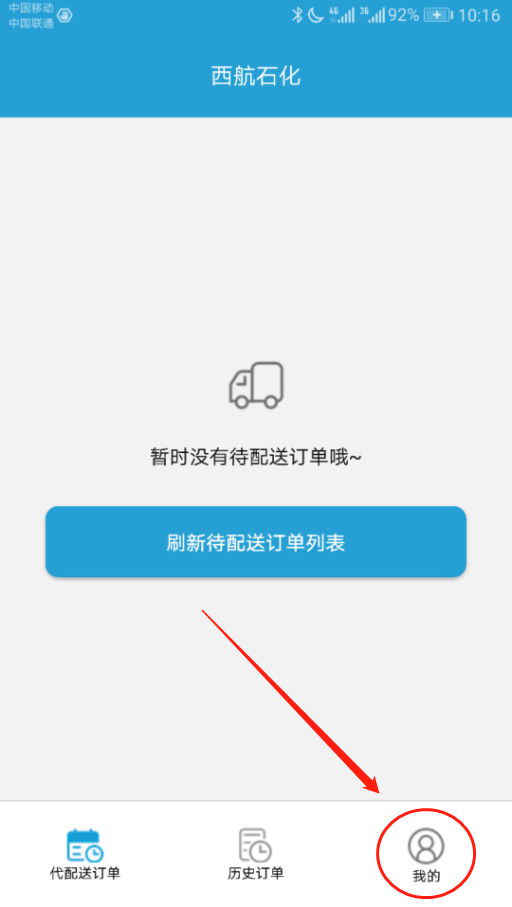 中国移动
中国联通
4G 3G 92% 10:16
西航石化
暂时没有待配送订单哦~
刷新待配送订单列表
代配送订单 历史订单 我的